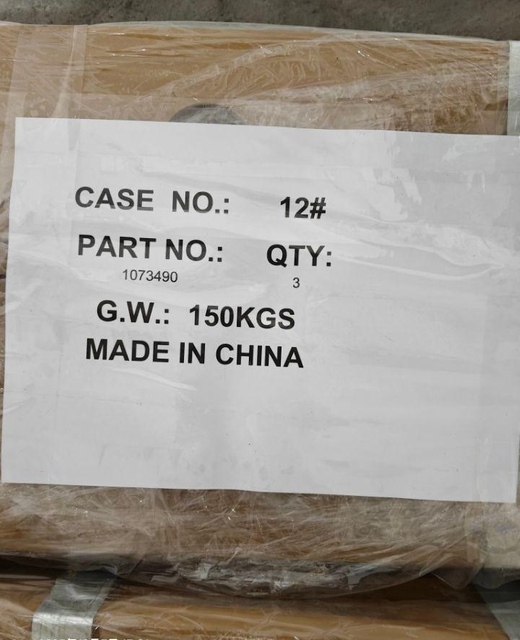 CASE NO.: 12#
PART NO.: QTY:
1073490 3
G.W.: 150KGS
MADE IN CHINA